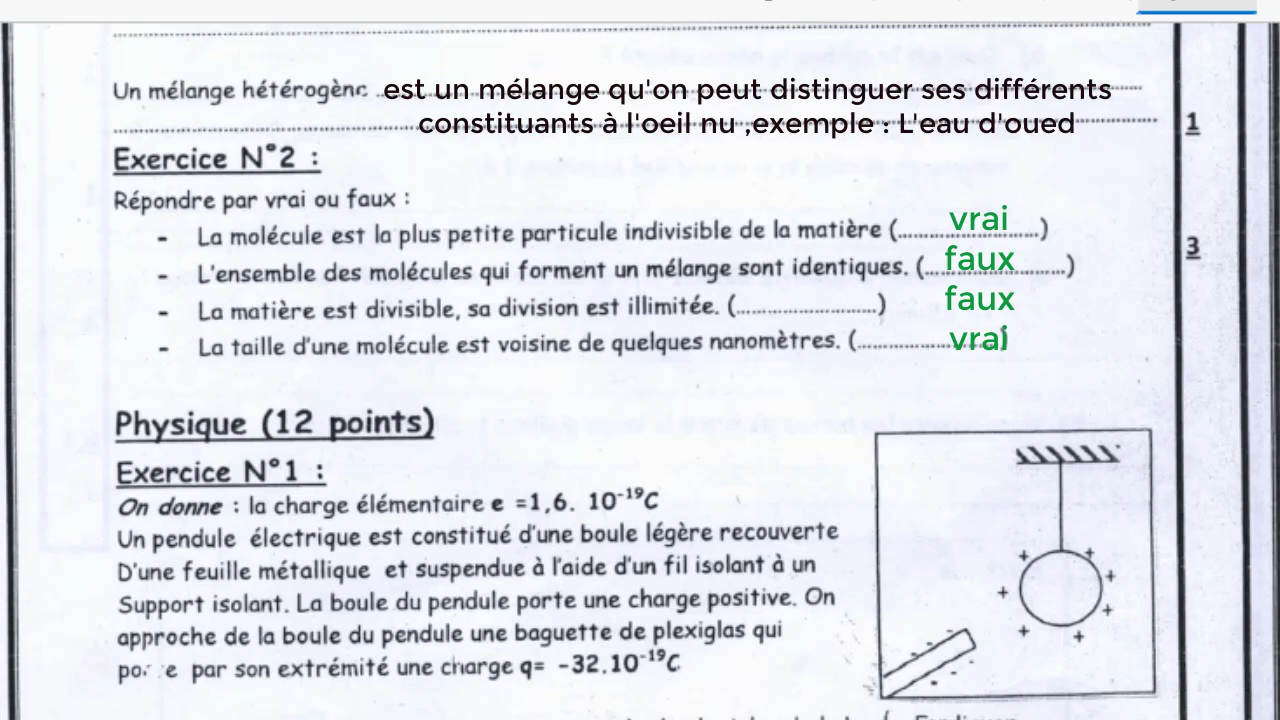 Un mélange hétérogène est un mélange qu'on peut distinguer ses différents
constituants à l'oeil nu ,exemple : L'eau d'oued
1
Exercice N°2 :
Répondre par vrai ou faux :
- La molécule est la plus petite particule indivisible de la matière (.....vrai.....)
- L'ensemble des molécules qui forment un mélange sont identiques. (.....faux.....)
3
- La matière est divisible, sa division est illimitée. (..........) faux
- La taille d'une molécule est voisine de quelques nanomètres. (.....vrai)
Physique (12 points)
Exercice N°1 :
On donne : la charge élémentaire e =1,6. 10⁻¹⁹C
Un pendule électrique est constitué d'une boule légère recouverte
D'une feuille métallique et suspendue à l'aide d'un fil isolant à un
Support isolant. La boule du pendule porte une charge positive. On
approche de la boule du pendule une baguette de plexiglas qui
par son extrémité une charge q= -32.10⁻¹⁹C